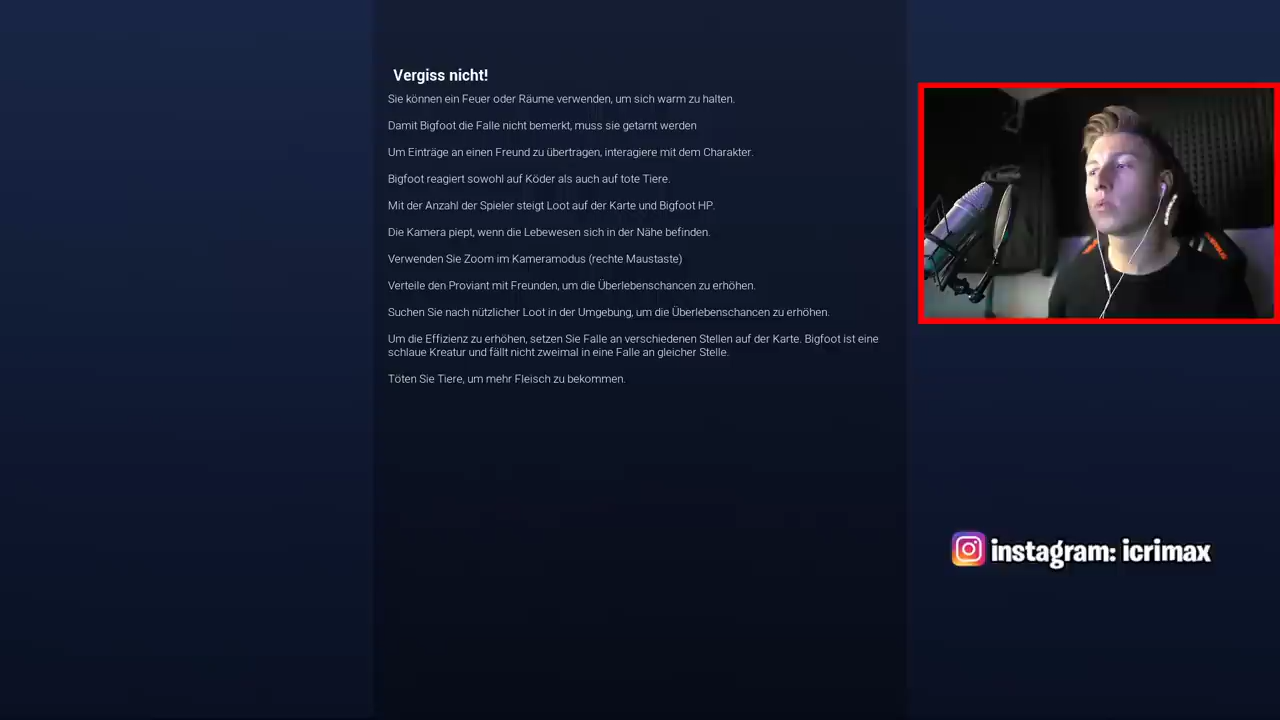 Vergiss nicht!
Sie können ein Feuer oder Räume verwenden, um sich warm zu halten.
Damit Bigfoot die Falle nicht bemerkt, muss sie getarnt werden
Um Einträge an einen Freund zu übertragen, interagiere mit dem Charakter.
Bigfoot reagiert sowohl auf Köder als auch auf tote Tiere.
Mit der Anzahl der Spieler steigt Loot auf der Karte und Bigfoot HP.
Die Kamera piept, wenn die Lebewesen sich in der Nähe befinden.
Verwenden Sie Zoom im Kameramodus (rechte Maustaste)
Verteile den Proviant mit Freunden, um die Überlebenschancen zu erhöhen.
Suchen Sie nach nützlicher Loot in der Umgebung, um die Überlebenschancen zu erhöhen.
Um die Effizienz zu erhöhen, setzen Sie Falle an verschiedenen Stellen auf der Karte. Bigfoot ist eine
schlaue Kreatur und fällt nicht zweimal in eine Falle an gleicher Stelle.
Töten Sie Tiere, um mehr Fleisch zu bekommen.
instagram: icrimax